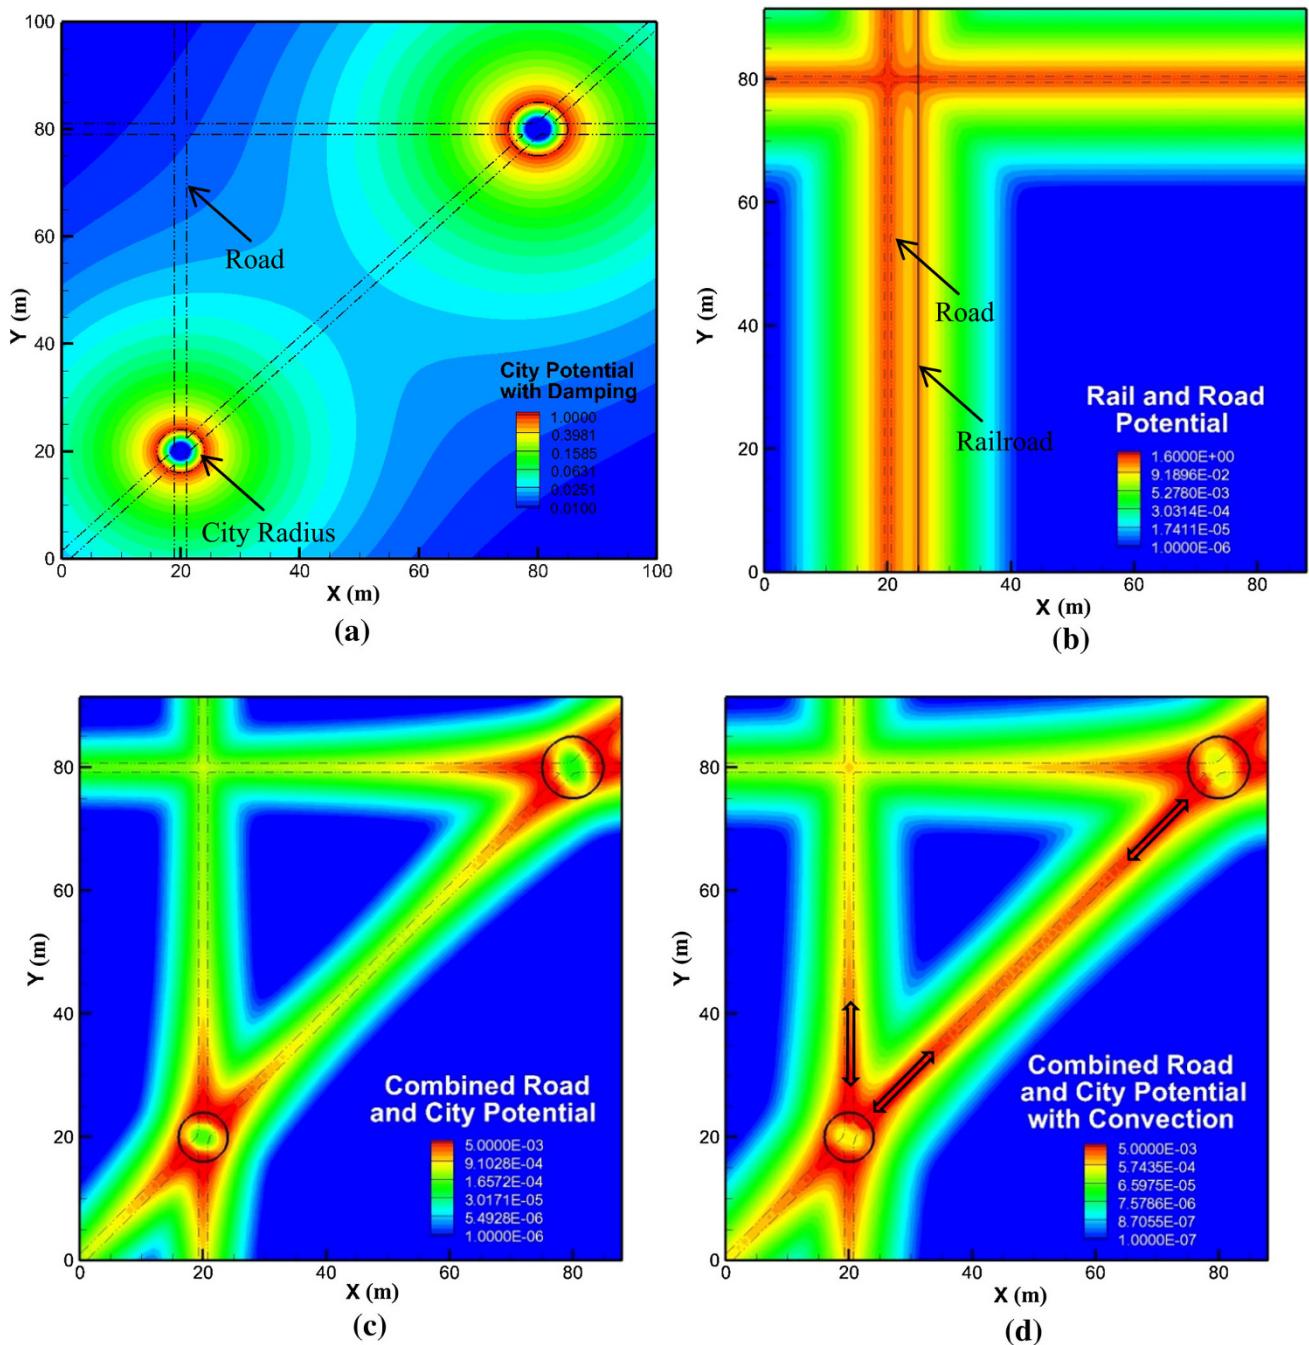 100
80
60
40
20
0
Y (m)
Road
City Radius
City Potential
with Damping
1.0000
0.3981
0.1585
0.0631
0.0251
0.0100
0 20 40 60 80 100
X (m)
(a)
80
60
40
20
0
Y (m)
Road
Railroad
Rail and Road
Potential
1.6000E+00
9.1896E-02
5.2780E-03
3.0314E-04
1.7411E-05
1.0000E-06
0 20 40 60 80
X (m)
(b)
80
60
40
20
0
Y (m)
Combined Road
and City Potential
5.0000E-03
9.1028E-04
1.6572E-04
3.0171E-05
5.4928E-06
1.0000E-06
0 20 40 60 80
X (m)
(c)
80
60
40
20
0
Y (m)
Combined Road
and City Potential
with Convection
5.0000E-03
5.7435E-04
6.5975E-05
7.5786E-06
8.7055E-07
1.0000E-07
0 20 40 60 80
X (m)
(d)